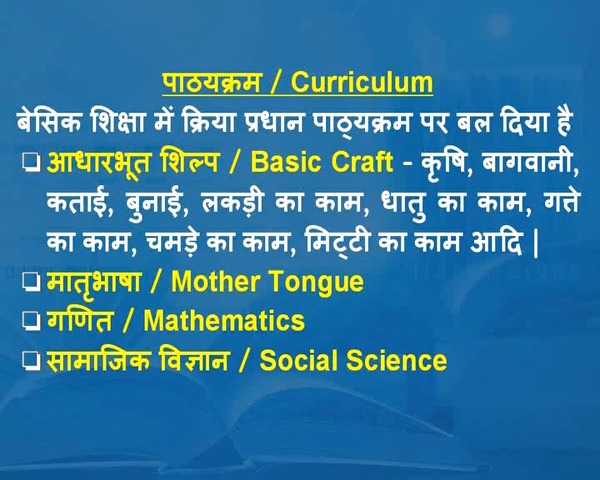 पाठयक्रम / Curriculum
बेसिक शिक्षा में क्रिया प्रधान पाठ्यक्रम पर बल दिया है
❑ आधारभूत शिल्प / Basic Craft - कृषि, बागवानी,
कताई, बुनाई, लकड़ी का काम, धातु का काम, गत्ते
का काम, चमड़े का काम, मिट्टी का काम आदि |
❑ मातृभाषा / Mother Tongue
❑ गणित / Mathematics
❑ सामाजिक विज्ञान / Social Science